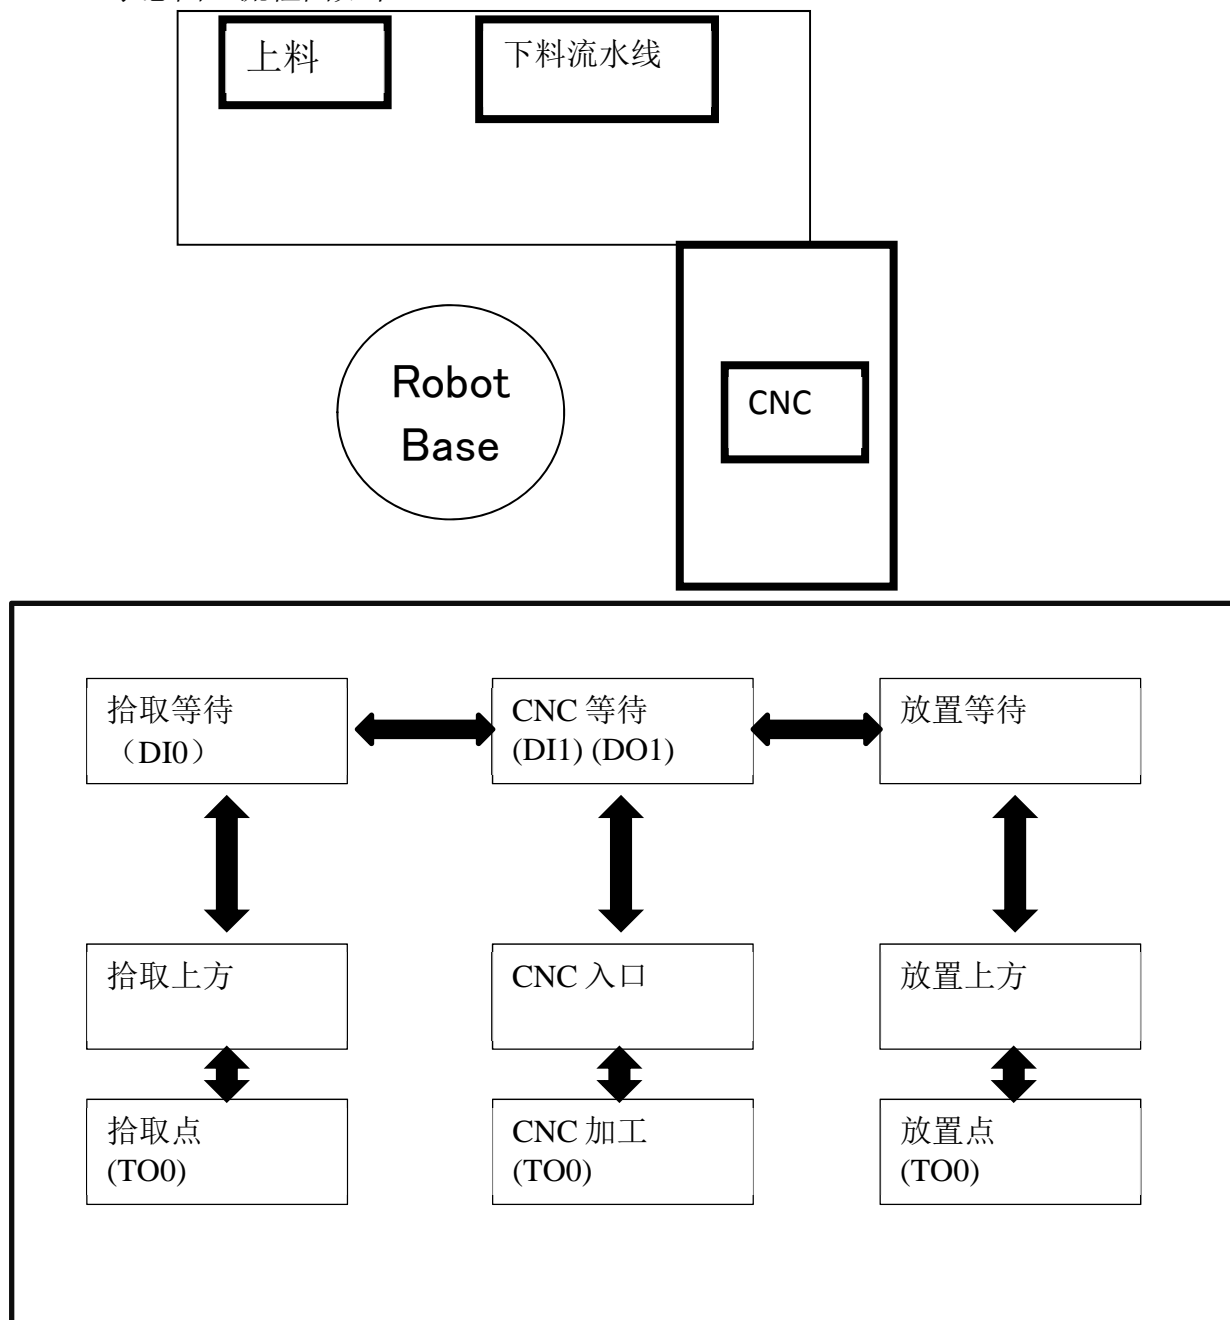 上料
下料流水线
Robot
Base
CNC
拾取等待
（DI0）
CNC 等待
(DI1) (DO1)
放置等待
拾取上方
CNC 入口
放置上方
拾取点
(TO0)
CNC 加工
(TO0)
放置点
(TO0)